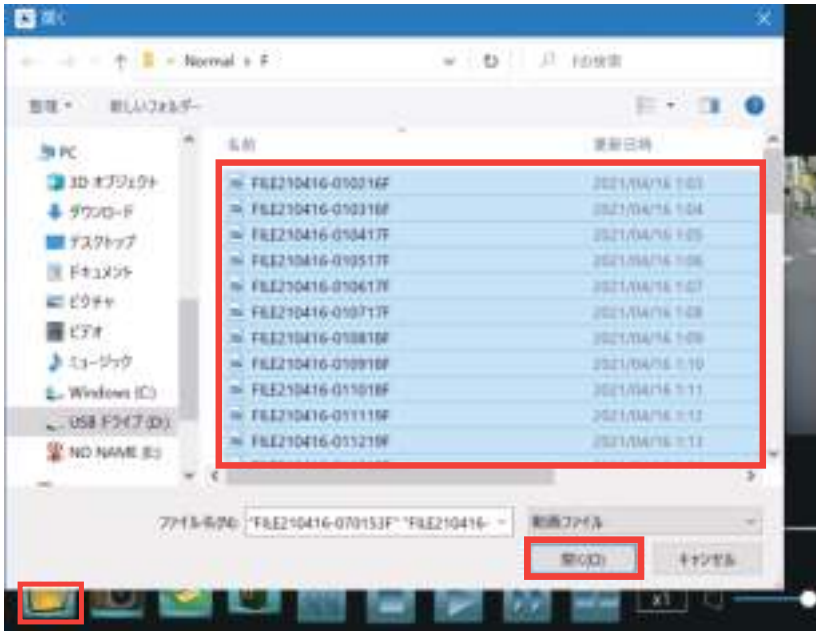 開く
Normal › F
Fの検索
整理
新しいフォルダー
名前
更新日時
PC
3D オブジェクト
ダウンロード
デスクトップ
ドキュメント
ピクチャ
ビデオ
ミュージック
Windows (C:)
USB ドライブ (D:)
NO NAME (E:)
FILE210416-010216F 2021/04/16 1:03
FILE210416-010316F 2021/04/16 1:04
FILE210416-010417F 2021/04/16 1:05
FILE210416-010517F 2021/04/16 1:06
FILE210416-010617F 2021/04/16 1:07
FILE210416-010717F 2021/04/16 1:08
FILE210416-010818F 2021/04/16 1:09
FILE210416-010918F 2021/04/16 1:10
FILE210416-011018F 2021/04/16 1:11
FILE210416-011119F 2021/04/16 1:12
FILE210416-011219F 2021/04/16 1:13
ファイル名(N): "FILE210416-070153F" "FILE210416-
動画ファイル
開く(O)
キャンセル
x1